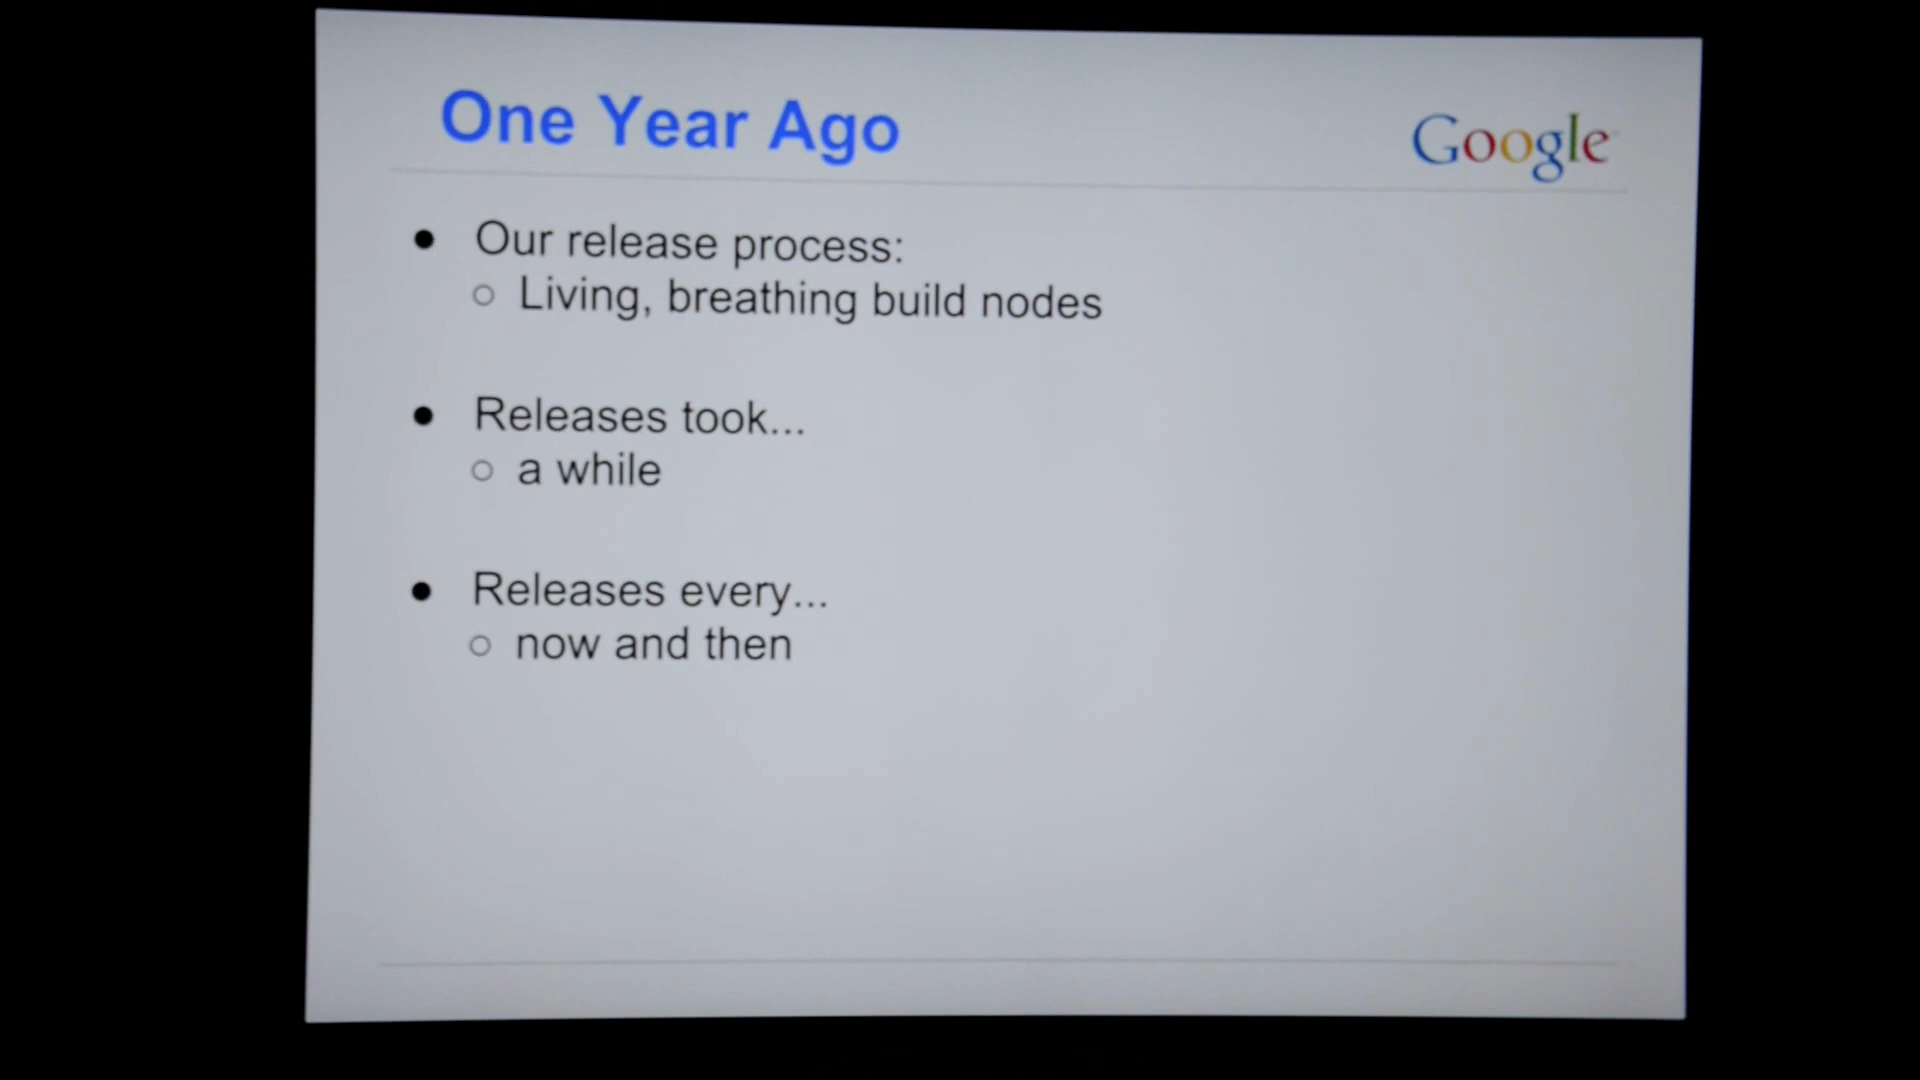 One Year Ago
Google
Our release process:
Living, breathing build nodes
Releases took...
a while
Releases every...
now and then